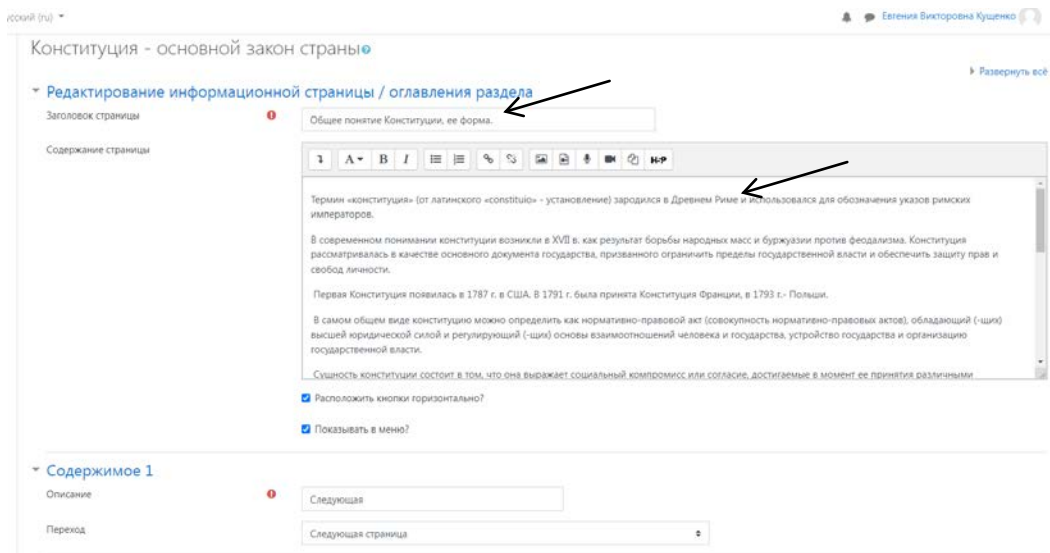 усский (ru)
Евгения Викторовна Кущенко
Конституция - основной закон страны
Развернуть всё
Редактирование информационной страницы / оглавления раздела
Заголовок страницы
Общее понятие Конституции, ее форма.
Содержание страницы
A B I H-P
Термин «конституция» (от латинского «constituio» - установление) зародился в Древнем Риме и использовался для обозначения указов римских
императоров.
В современном понимании конституции возникли в XVII в. как результат борьбы народных масс и буржуазии против феодализма. Конституция
рассматривалась в качестве основного документа государства, призванного ограничить пределы государственной власти и обеспечить защиту прав и
свобод личности.
Первая Конституция появилась в 1787 г. в США. В 1791 г. была принята Конституция Франции, в 1793 г.- Польши.
В самом общем виде конституцию можно определить как нормативно-правовой акт (совокупность нормативно-правовых актов), обладающий (-щих)
высшей юридической силой и регулирующий (-щих) основы взаимоотношений человека и государства, устройство государства и организацию
государственной власти.
Сущность конституции состоит в том, что она выражает социальный компромисс или согласие, достигаемые в момент ее принятия различными
Расположить кнопки горизонтально?
Показывать в меню?
Содержимое 1
Описание
Следующая
Переход
Следующая страница